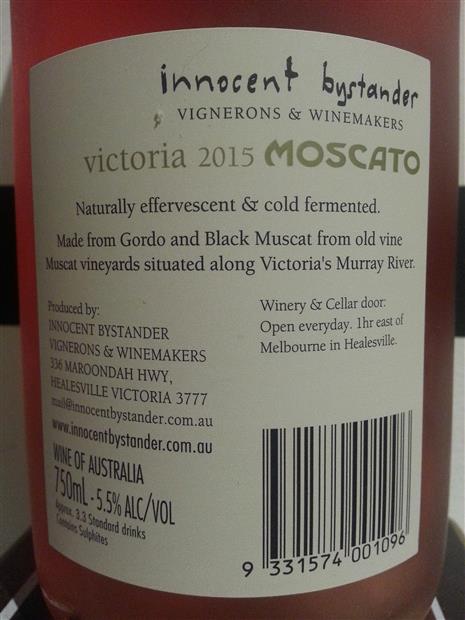 innocent bystander
VIGNERONS & WINEMAKERS
victoria 2015 MOSCATO
Naturally effervescent & cold fermented.
Made from Gordo and Black Muscat from old vine
Muscat vineyards situated along Victoria's Murray River.
Produced by:
INNOCENT BYSTANDER
VIGNERONS & WINEMAKERS
336 MAROONDAH HWY,
HEALESVILLE VICTORIA 3777
mail@innocentbystander.com.au
www.innocentbystander.com.au
WINE OF AUSTRALIA
750mL - 5.5% ALC/VOL
Approx. 3.3 Standard drinks
Contains Sulphites
Winery & Cellar door:
Open everyday. 1hr east of
Melbourne in Healesville.
9 331574 001096